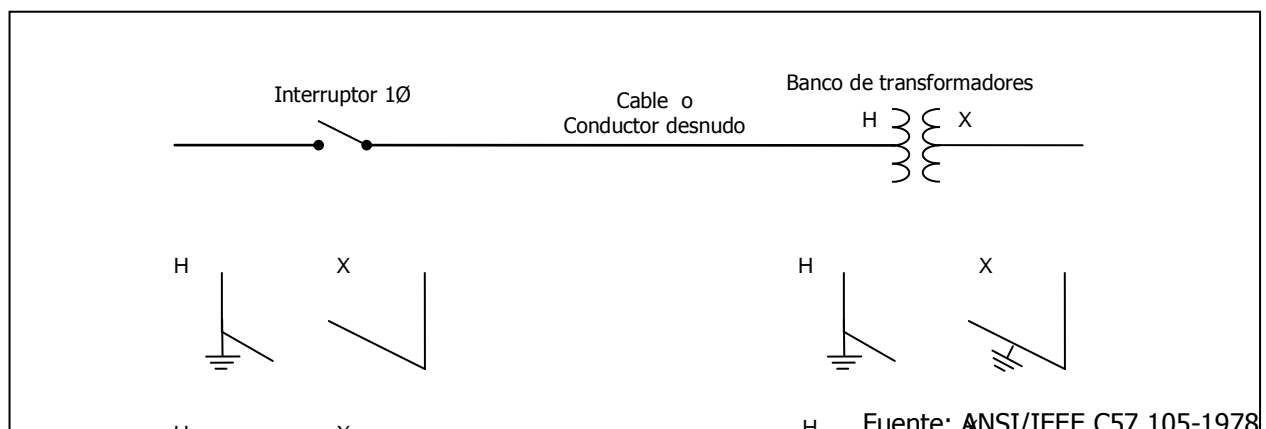 Banco de transformadores
Interruptor 1Ø
Cable o
Conductor desnudo
H X
H X
H X
Fuente: ANSI/IEEE C57.105-1978
H X
H